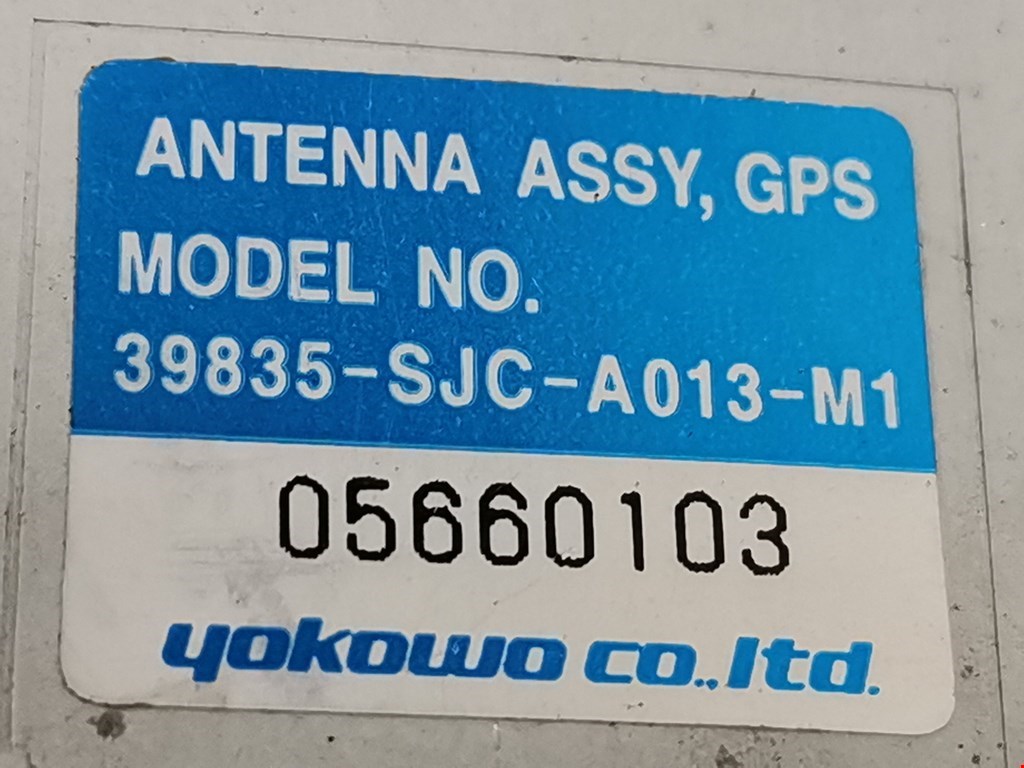 ANTENNA ASSY, GPS
MODEL NO.
39835-SJC-A013-M1
05660103
yokowo co.,ltd.